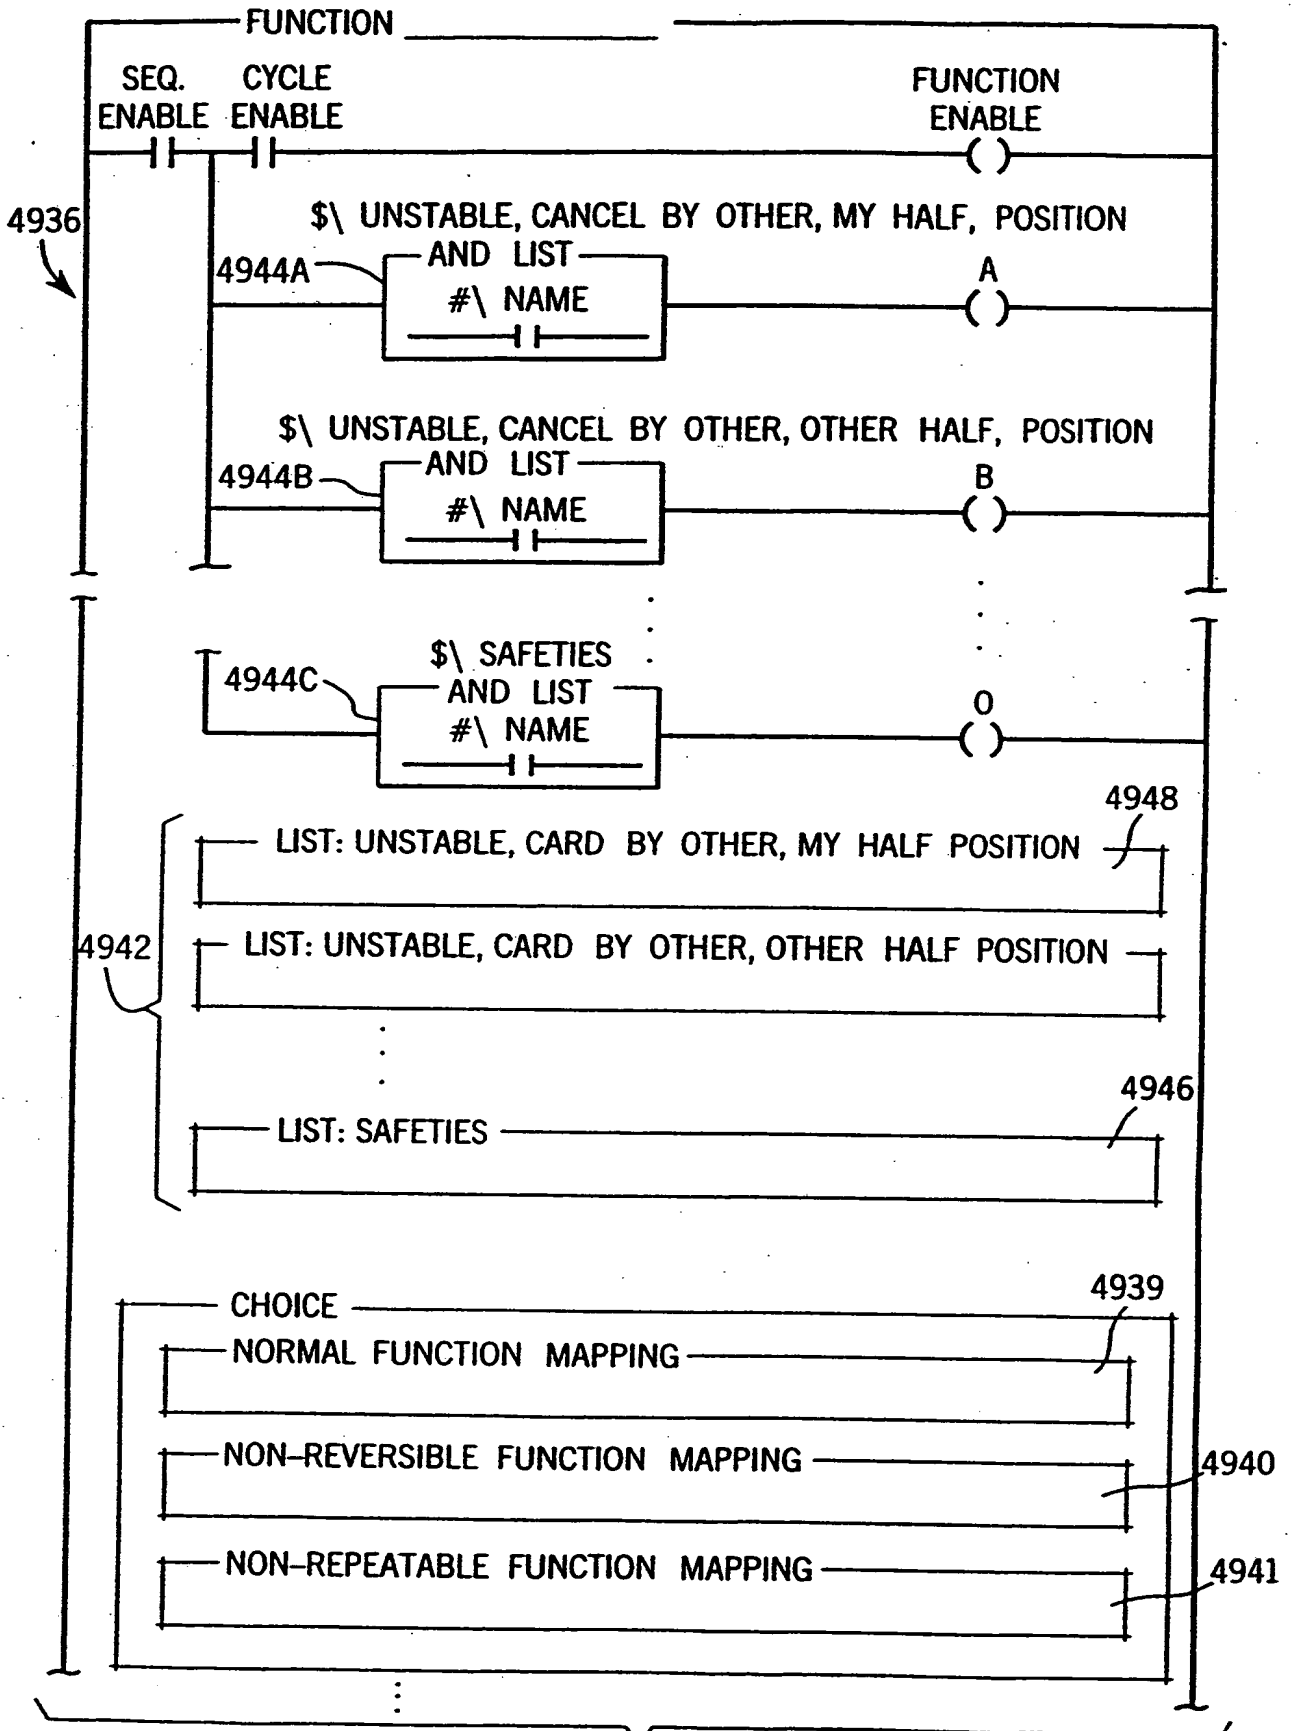 FUNCTION
SEQ. ENABLE
CYCLE ENABLE
FUNCTION ENABLE
4936
$\ UNSTABLE, CANCEL BY OTHER, MY HALF, POSITION
4944A
AND LIST
#\ NAME
A
$\ UNSTABLE, CANCEL BY OTHER, OTHER HALF, POSITION
4944B
AND LIST
#\ NAME
B
$\ SAFETIES
4944C
AND LIST
#\ NAME
O
4948
LIST: UNSTABLE, CARD BY OTHER, MY HALF POSITION
4942
LIST: UNSTABLE, CARD BY OTHER, OTHER HALF POSITION
4946
LIST: SAFETIES
4939
CHOICE
NORMAL FUNCTION MAPPING
NON-REVERSIBLE FUNCTION MAPPING
4940
NON-REPEATABLE FUNCTION MAPPING
4941